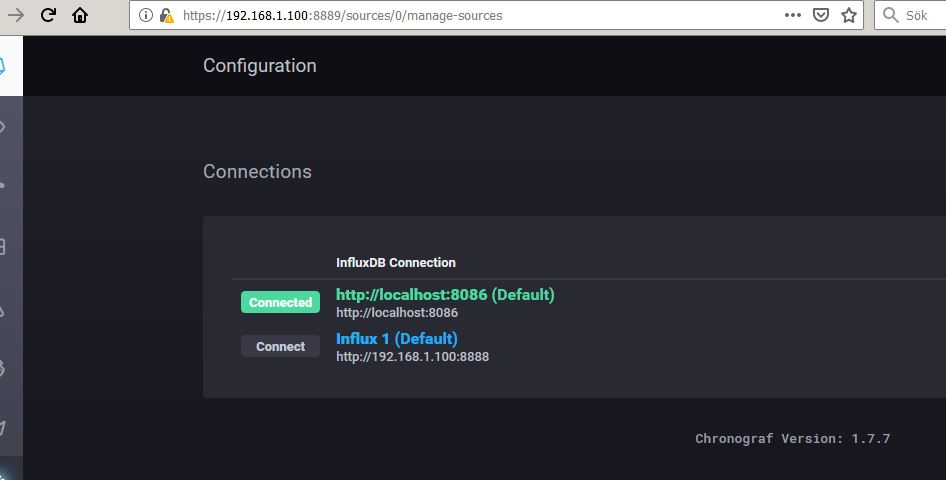 https://192.168.1.100:8889/sources/0/manage-sources
Sök
Configuration
Connections
InfluxDB Connection
Connected
http://localhost:8086 (Default)
http://localhost:8086
Connect
Influx 1 (Default)
http://192.168.1.100:8888
Chronograf Version: 1.7.7